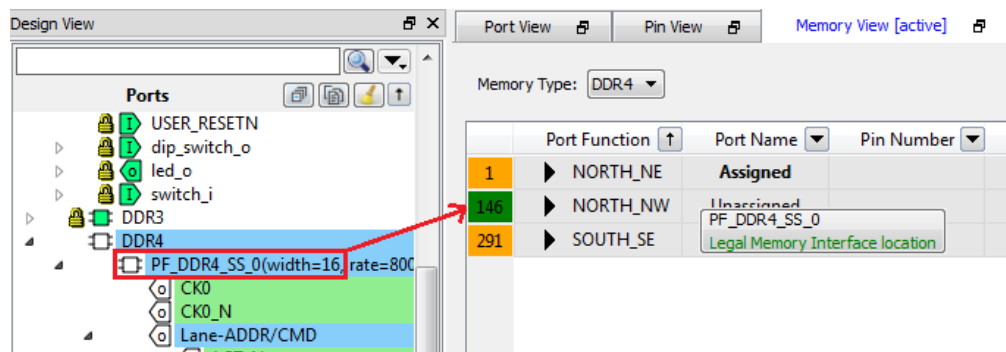 Design View
Ports
USER_RESETN
dip_switch_o
led_o
switch_i
DDR3
DDR4
PF_DDR4_SS_0(width=16, rate=800
CK0
CK0_N
Lane-ADDR/CMD
Port View
Pin View
Memory View [active]
Memory Type: DDR4
Port Function Port Name Pin Number
1 NORTH_NE Assigned
146 NORTH_NW Unassigned
291 SOUTH_SE
PF_DDR4_SS_0
Legal Memory Interface location